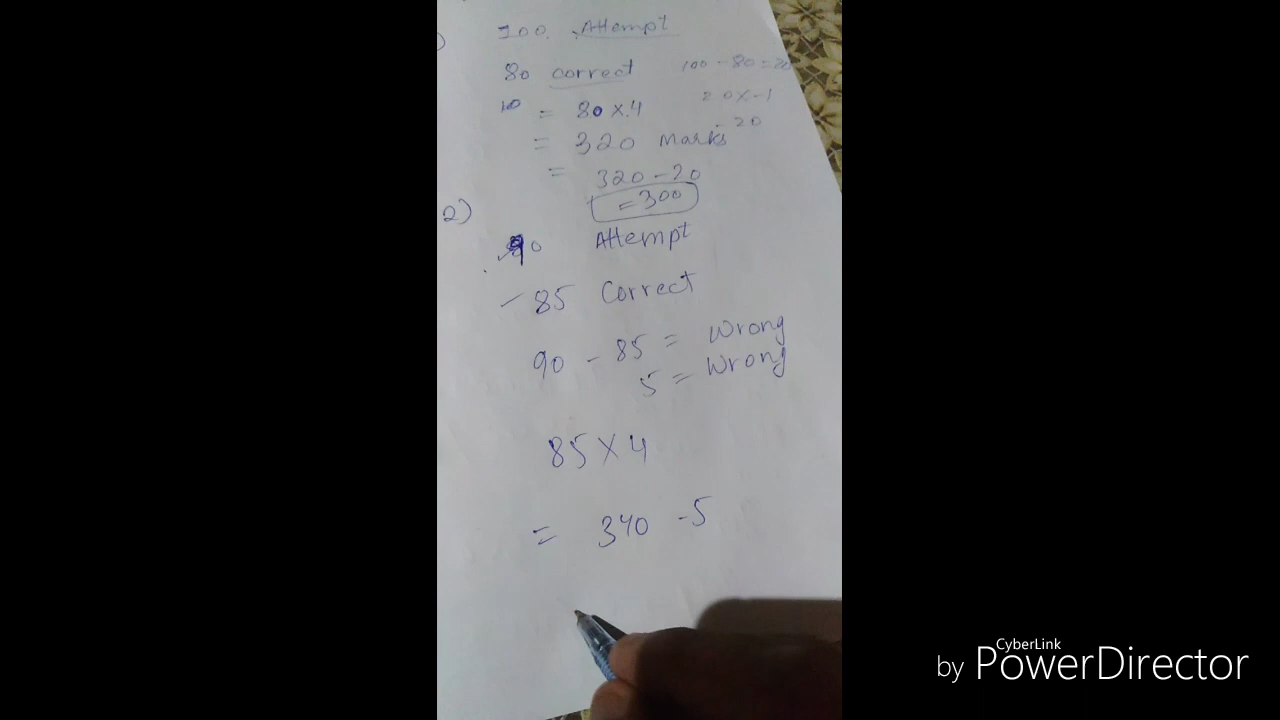 100. Attempt
80 correct 100 - 80 = 20
10 = 80 x 4 20 x -1
= 320 marks - 20
= 320 - 20
= 300
2)
90 Attempt
- 85 Correct
90 - 85 = Wrong
5 = Wrong
85 X 4
= 340 - 5
CyberLink
by PowerDirector